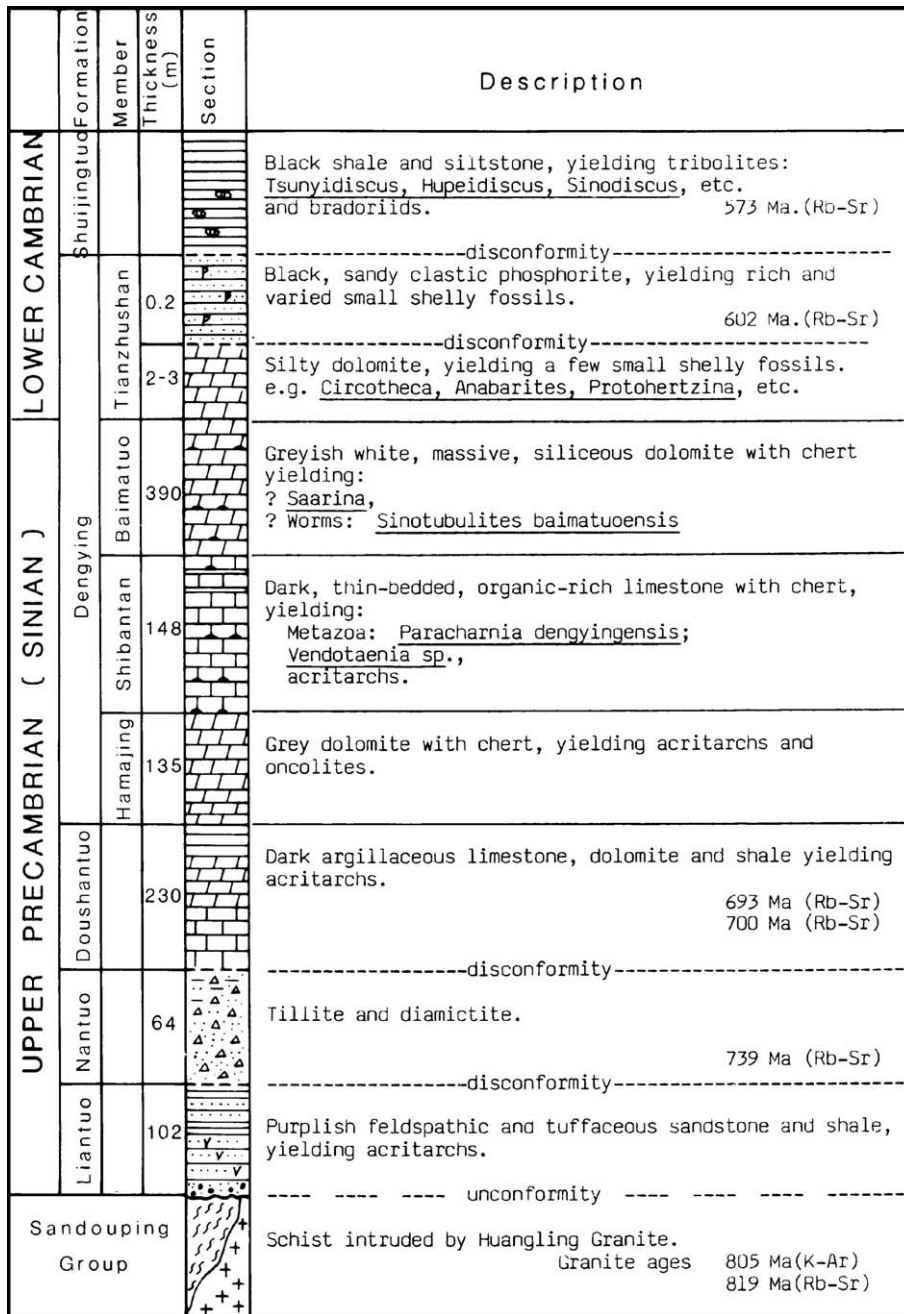 Formation
Member
Thickness (m)
Section
Description
LOWER CAMBRIAN
Shuijingtuo
Black shale and siltstone, yielding tribolites:
Tsunyidiscus, Hupeidiscus, Sinodiscus, etc.
and bradoriids. 573 Ma.(Rb-Sr)
disconformity
Dengying
Tianzhushan
0.2
Black, sandy clastic phosphorite, yielding rich and
varied small shelly fossils.
602 Ma.(Rb-Sr)
disconformity
2-3
Silty dolomite, yielding a few small shelly fossils.
e.g. Circotheca, Anabarites, Protohertzina, etc.
UPPER PRECAMBRIAN ( SINIAN )
Baimatuo
390
Greyish white, massive, siliceous dolomite with chert
yielding:
? Saarina,
? Worms: Sinotubulites baimatuoensis
Shibantan
148
Dark, thin-bedded, organic-rich limestone with chert,
yielding:
Metazoa: Paracharnia dengyingensis;
Vendotaenia sp.,
acritarchs.
Hamajing
135
Grey dolomite with chert, yielding acritarchs and
oncolites.
Doushantuo
230
Dark argillaceous limestone, dolomite and shale yielding
acritarchs.
693 Ma (Rb-Sr)
700 Ma (Rb-Sr)
disconformity
Nantuo
64
Tillite and diamictite.
739 Ma (Rb-Sr)
disconformity
Liantuo
102
Purplish feldspathic and tuffaceous sandstone and shale,
yielding acritarchs.
unconformity
Sandouping
Group
Schist intruded by Huangling Granite.
Granite ages 805 Ma(K-Ar)
819 Ma(Rb-Sr)